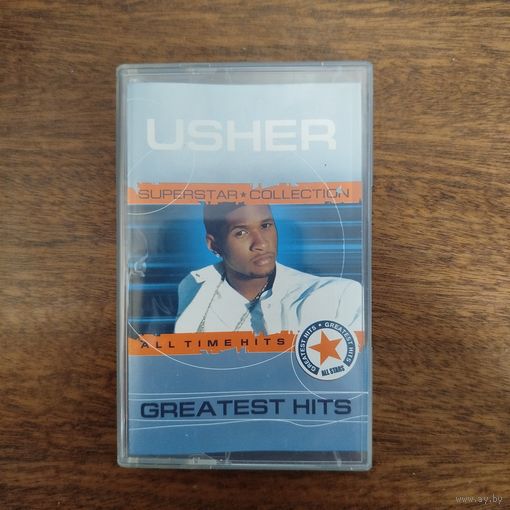 USHER
SUPERSTAR★COLLECTION
ALL TIME HITS
GREATEST HITS • GREATEST HITS
ALL STARS
GREATEST HITS
www.ay.by